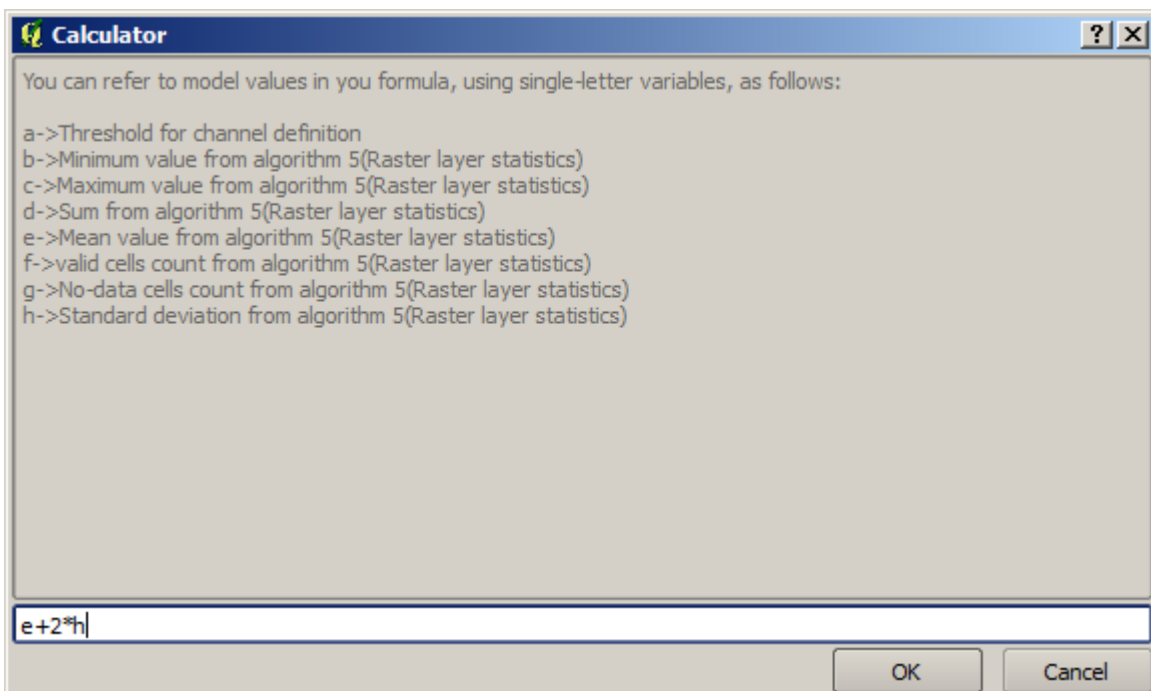 Calculator
You can refer to model values in you formula, using single-letter variables, as follows:
a->Threshold for channel definition
b->Minimum value from algorithm 5(Raster layer statistics)
c->Maximum value from algorithm 5(Raster layer statistics)
d->Sum from algorithm 5(Raster layer statistics)
e->Mean value from algorithm 5(Raster layer statistics)
f->valid cells count from algorithm 5(Raster layer statistics)
g->No-data cells count from algorithm 5(Raster layer statistics)
h->Standard deviation from algorithm 5(Raster layer statistics)
e+2*h
OK Cancel